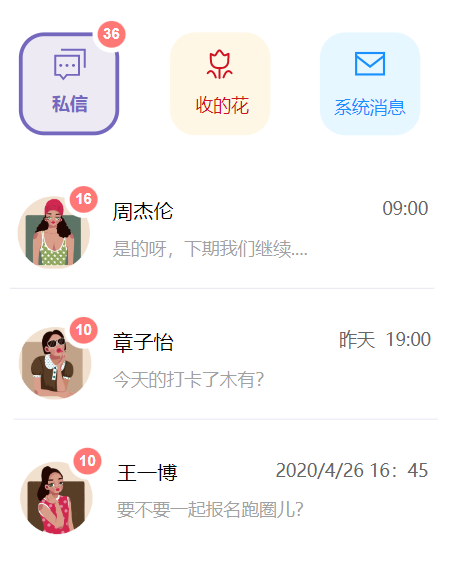 36
私信
收的花
系统消息
16
周杰伦
09:00
是的呀，下期我们继续....
10
章子怡
昨天 19:00
今天的打卡了木有?
10
王一博
2020/4/26 16：45
要不要一起报名跑圈儿?